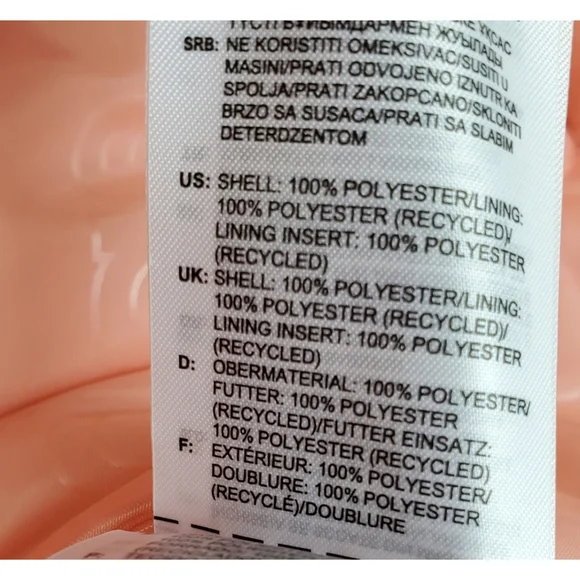 SRB: NE KORISTITI OMEKSIVAC/SUSITI U
MASINI/PRATI ODVOJENO IZNUTR KA
SPOLJA/PRATI ZAKOPCANO/SKLONITI
BRZO SA SUSACA/PRATI SA SLABIM
DETERDZENTOM
US: SHELL: 100% POLYESTER/LINING:
100% POLYESTER (RECYCLED)/
LINING INSERT: 100% POLYESTER
(RECYCLED)
UK: SHELL: 100% POLYESTER/LINING:
100% POLYESTER (RECYCLED)/
LINING INSERT: 100% POLYESTER
(RECYCLED)
D: OBERMATERIAL: 100% POLYESTER/
FUTTER: 100% POLYESTER
(RECYCLED)/FUTTER EINSATZ:
100% POLYESTER (RECYCLED)
F: EXTÉRIEUR: 100% POLYESTER/
DOUBLURE: 100% POLYESTER
(RECYCLÉ)/DOUBLURE